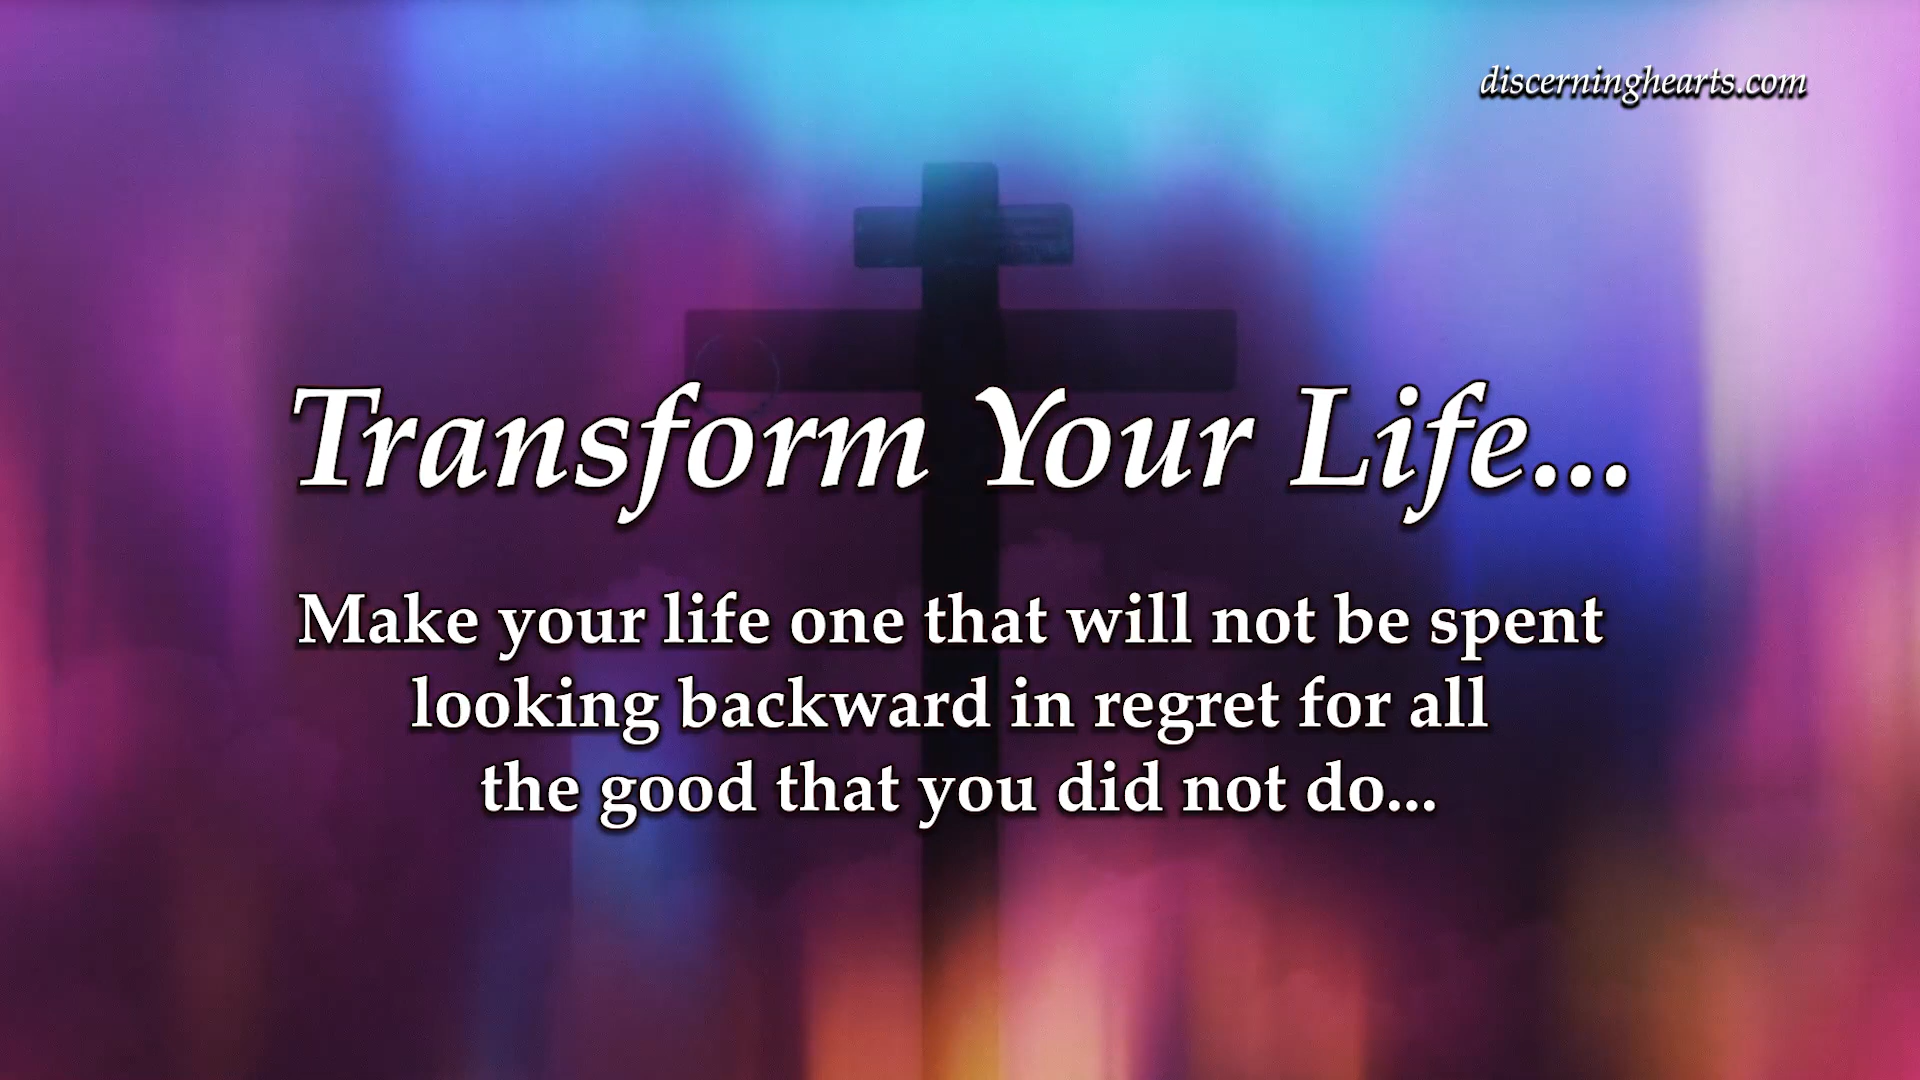 discerninghearts.com
Transform Your Life...
Make your life one that will not be spent
looking backward in regret for all
the good that you did not do...